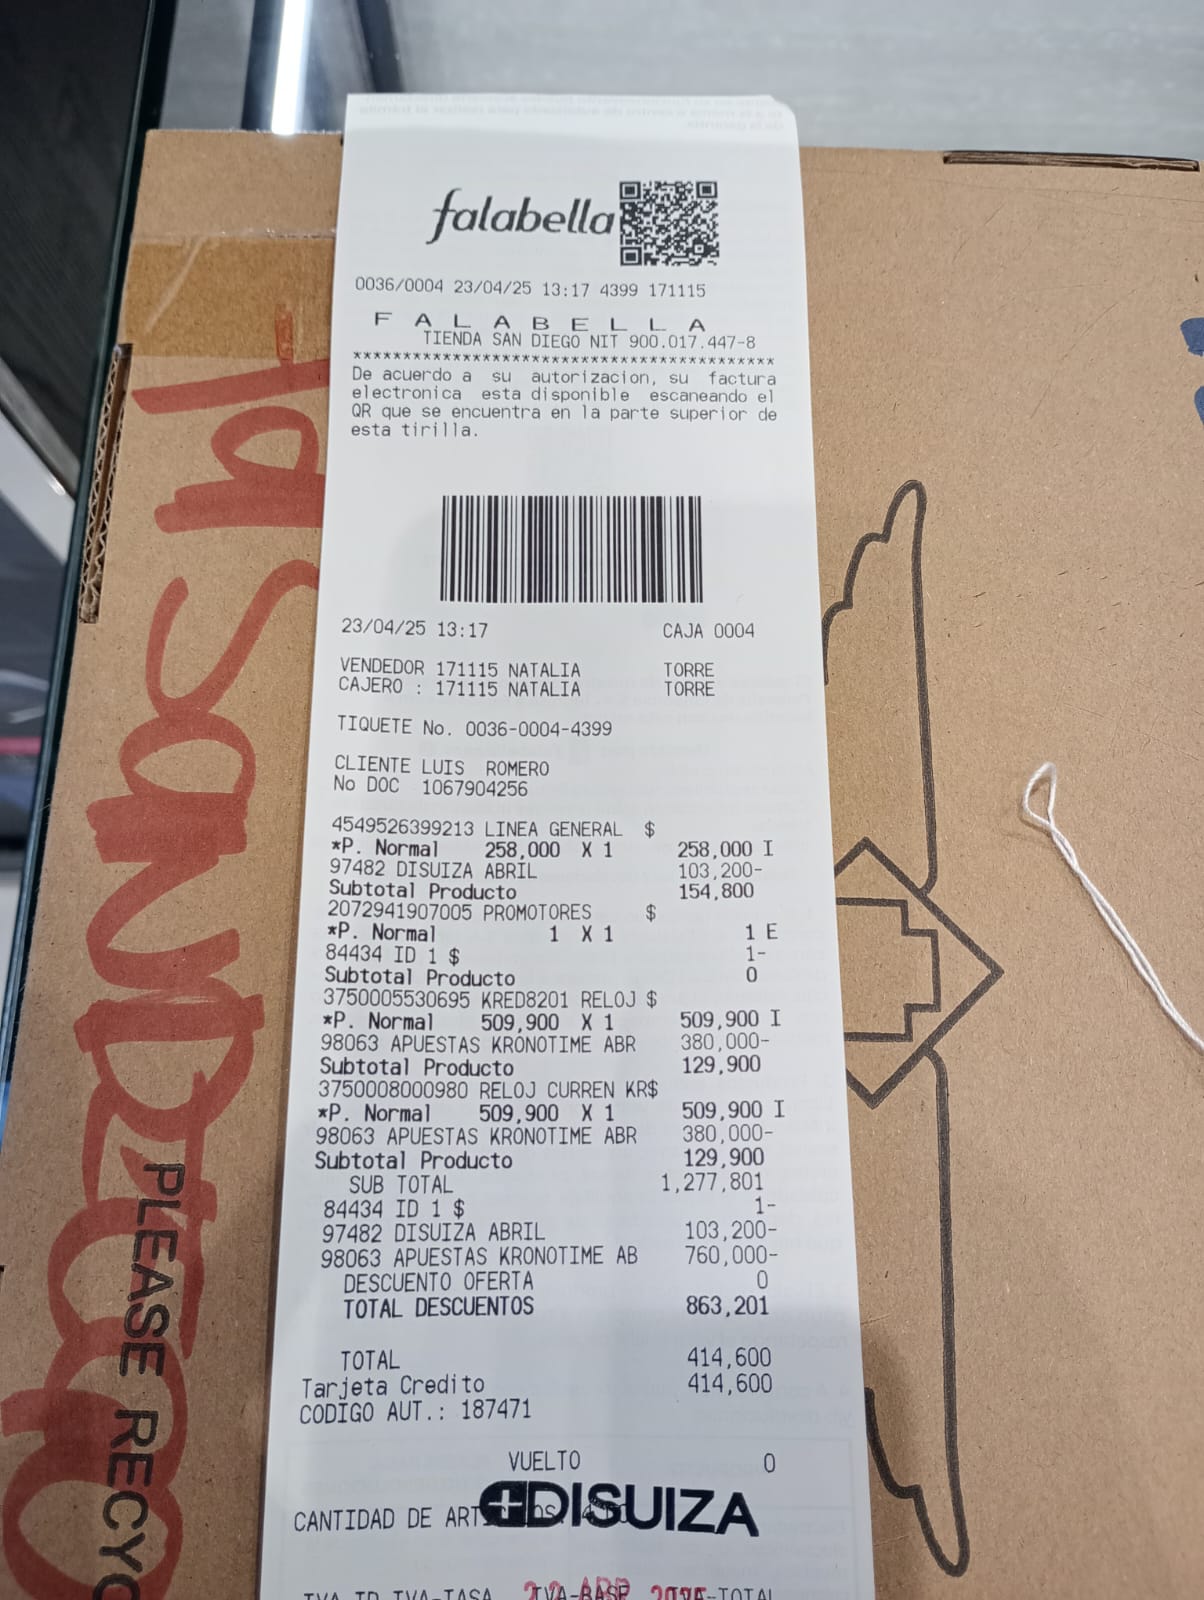 falabella
0036/0004 23/04/25 13:17 4399 171115
F A L A B E L L A
TIENDA SAN DIEGO NIT 900.017.447-8
******************************************
De acuerdo a su autorizacion, su factura
electronica esta disponible escaneando el
QR que se encuentra en la parte superior de
esta tirilla.
23/04/25 13:17 CAJA 0004
VENDEDOR 171115 NATALIA TORRE
CAJERO : 171115 NATALIA TORRE
TIQUETE No. 0036-0004-4399
CLIENTE LUIS ROMERO
No DOC 1067904256
4549526399213 LINEA GENERAL $
*P. Normal 258,000 X 1 258,000 I
97482 DISUIZA ABRIL 103,200-
Subtotal Producto 154,800
2072941907005 PROMOTORES $
*P. Normal 1 X 1 1 E
84434 ID 1 $ 1-
Subtotal Producto 0
3750005530695 KRED8201 RELOJ $
*P. Normal 509,900 X 1 509,900 I
98063 APUESTAS KRONOTIME ABR 380,000-
Subtotal Producto 129,900
3750008000980 RELOJ CURREN KR$
*P. Normal 509,900 X 1 509,900 I
98063 APUESTAS KRONOTIME ABR 380,000-
Subtotal Producto 129,900
SUB TOTAL 1,277,801
84434 ID 1 $ 1-
97482 DISUIZA ABRIL 103,200-
98063 APUESTAS KRONOTIME AB 760,000-
DESCUENTO OFERTA 0
TOTAL DESCUENTOS 863,201
TOTAL 414,600
Tarjeta Credito 414,600
CODIGO AUT.: 187471
VUELTO 0
DISUIZA
CANTIDAD DE
IVA ID IVA-TASA IVA-BASE IVA-TOTAL
PLEASE RECYC